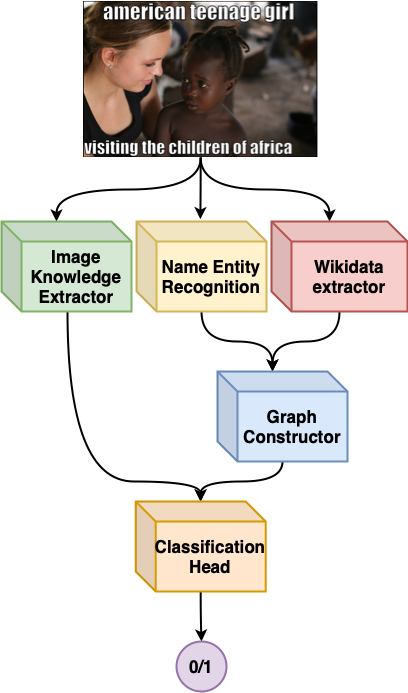 american teenage girl
visiting the children of africa
Image
Knowledge
Extractor
Name Entity
Recognition
Wikidata
extractor
Graph
Constructor
Classification
Head
0/1